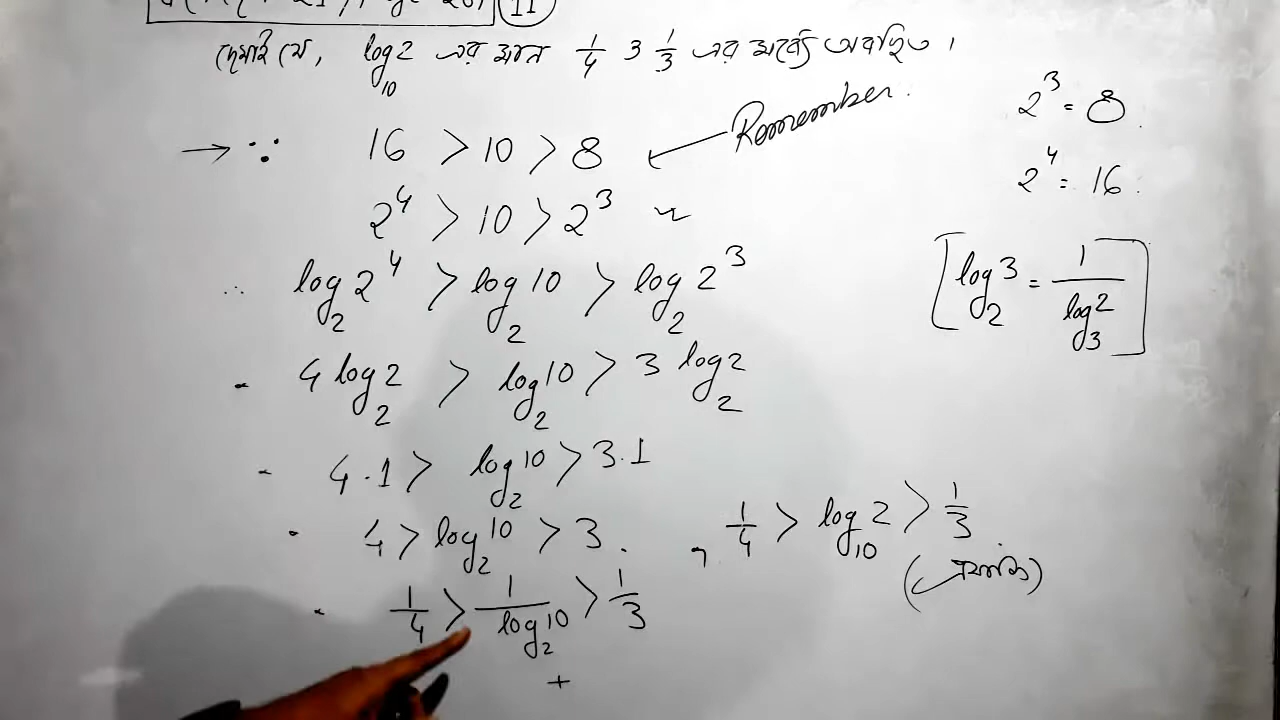 দেখাই যে, log₁₀2 এর মান 1/4 ও 1/3 এর মধ্যে অবস্থিত।
→ ∵ 16 > 10 > 8 ← Remember.
2³ = 8
2⁴ = 16
2⁴ > 10 > 2³
∴ log₂2⁴ > log₂10 > log₂2³
[log₂3 = 1/log₃2]
4 log₂2 > log₂10 > 3 log₂2
4.1 > log₂10 > 3.1
4 > log₂10 > 3.
1/4 > 1/log₂10 > 1/3
, 1/4 > log₁₀2 > 1/3.
(প্রমাণিত)